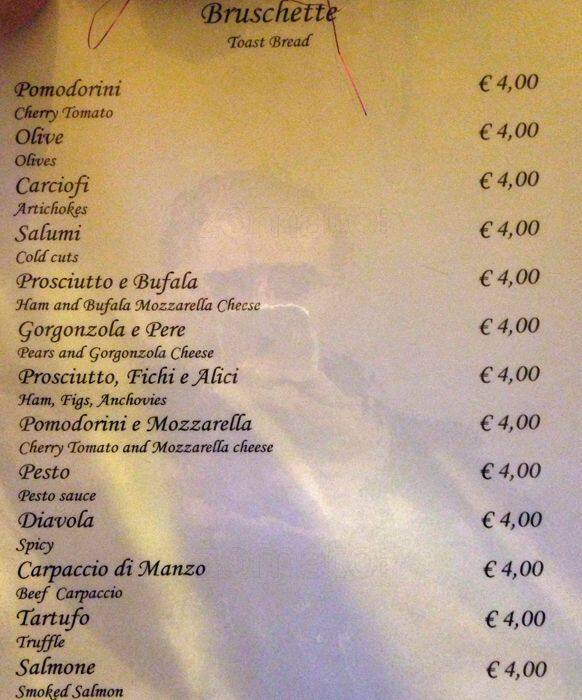 Bruschette
Toast Bread
Pomodorini € 4,00
Cherry Tomato
Olive € 4,00
Olives
Carciofi € 4,00
Artichokes
Salumi € 4,00
Cold cuts
Prosciutto e Bufala € 4,00
Ham and Bufala Mozzarella Cheese
Gorgonzola e Pere € 4,00
Pears and Gorgonzola Cheese
Prosciutto, Fichi e Alici € 4,00
Ham, Figs, Anchovies
Pomodorini e Mozzarella € 4,00
Cherry Tomato and Mozzarella cheese
Pesto € 4,00
Pesto sauce
Diavola € 4,00
Spicy
Carpaccio di Manzo € 4,00
Beef Carpaccio
Tartufo € 4,00
Truffle
Salmone € 4,00
Smoked Salmon